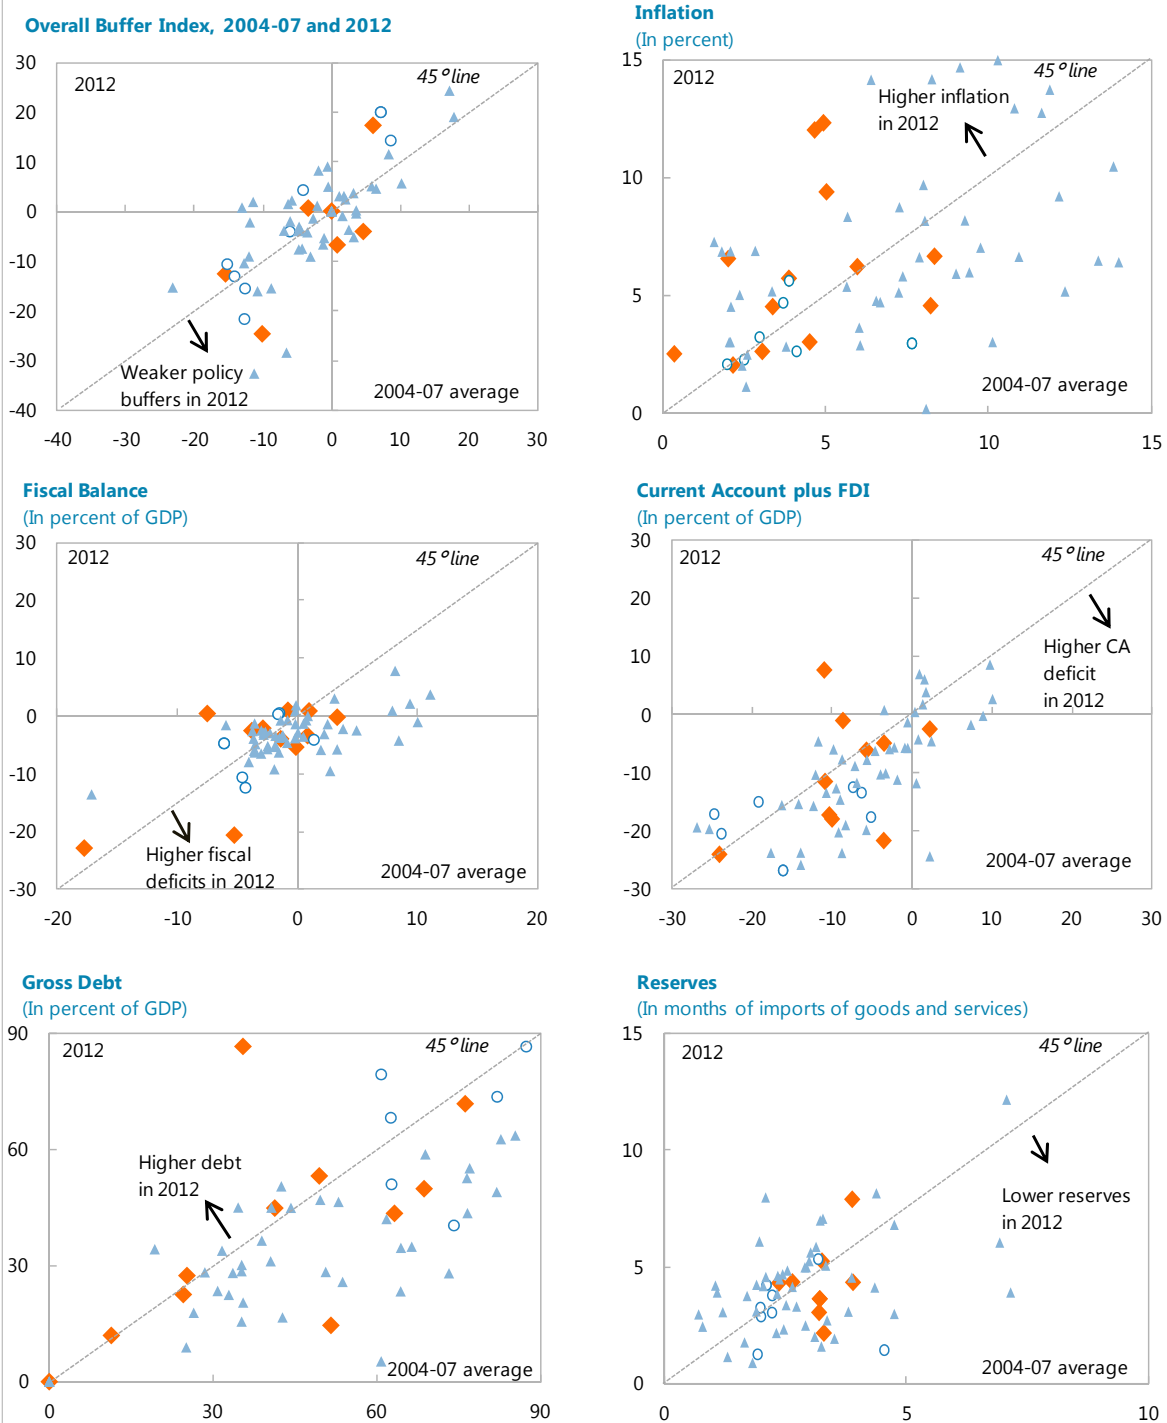 Overall Buffer Index, 2004-07 and 2012
30
20
10
0
-10
-20
-30
-40
2012
45° line
Weaker policy
buffers in 2012
2004-07 average
-40 -30 -20 -10 0 10 20 30
Inflation
(In percent)
15
10
5
0
2012
45° line
Higher inflation
in 2012
2004-07 average
0 5 10 15
Fiscal Balance
(In percent of GDP)
30
20
10
0
-10
-20
-30
2012
45° line
Higher fiscal
deficits in 2012
2004-07 average
-20 -10 0 10 20
Current Account plus FDI
(In percent of GDP)
30
20
10
0
-10
-20
-30
2012
45° line
Higher CA
deficit
in 2012
2004-07 average
-30 -20 -10 0 10 20 30
Gross Debt
(In percent of GDP)
90
60
30
0
2012
45° line
Higher debt
in 2012
2004-07 average
0 30 60 90
Reserves
(In months of imports of goods and services)
15
10
5
0
2012
45° line
Lower reserves
in 2012
2004-07 average
0 5 10